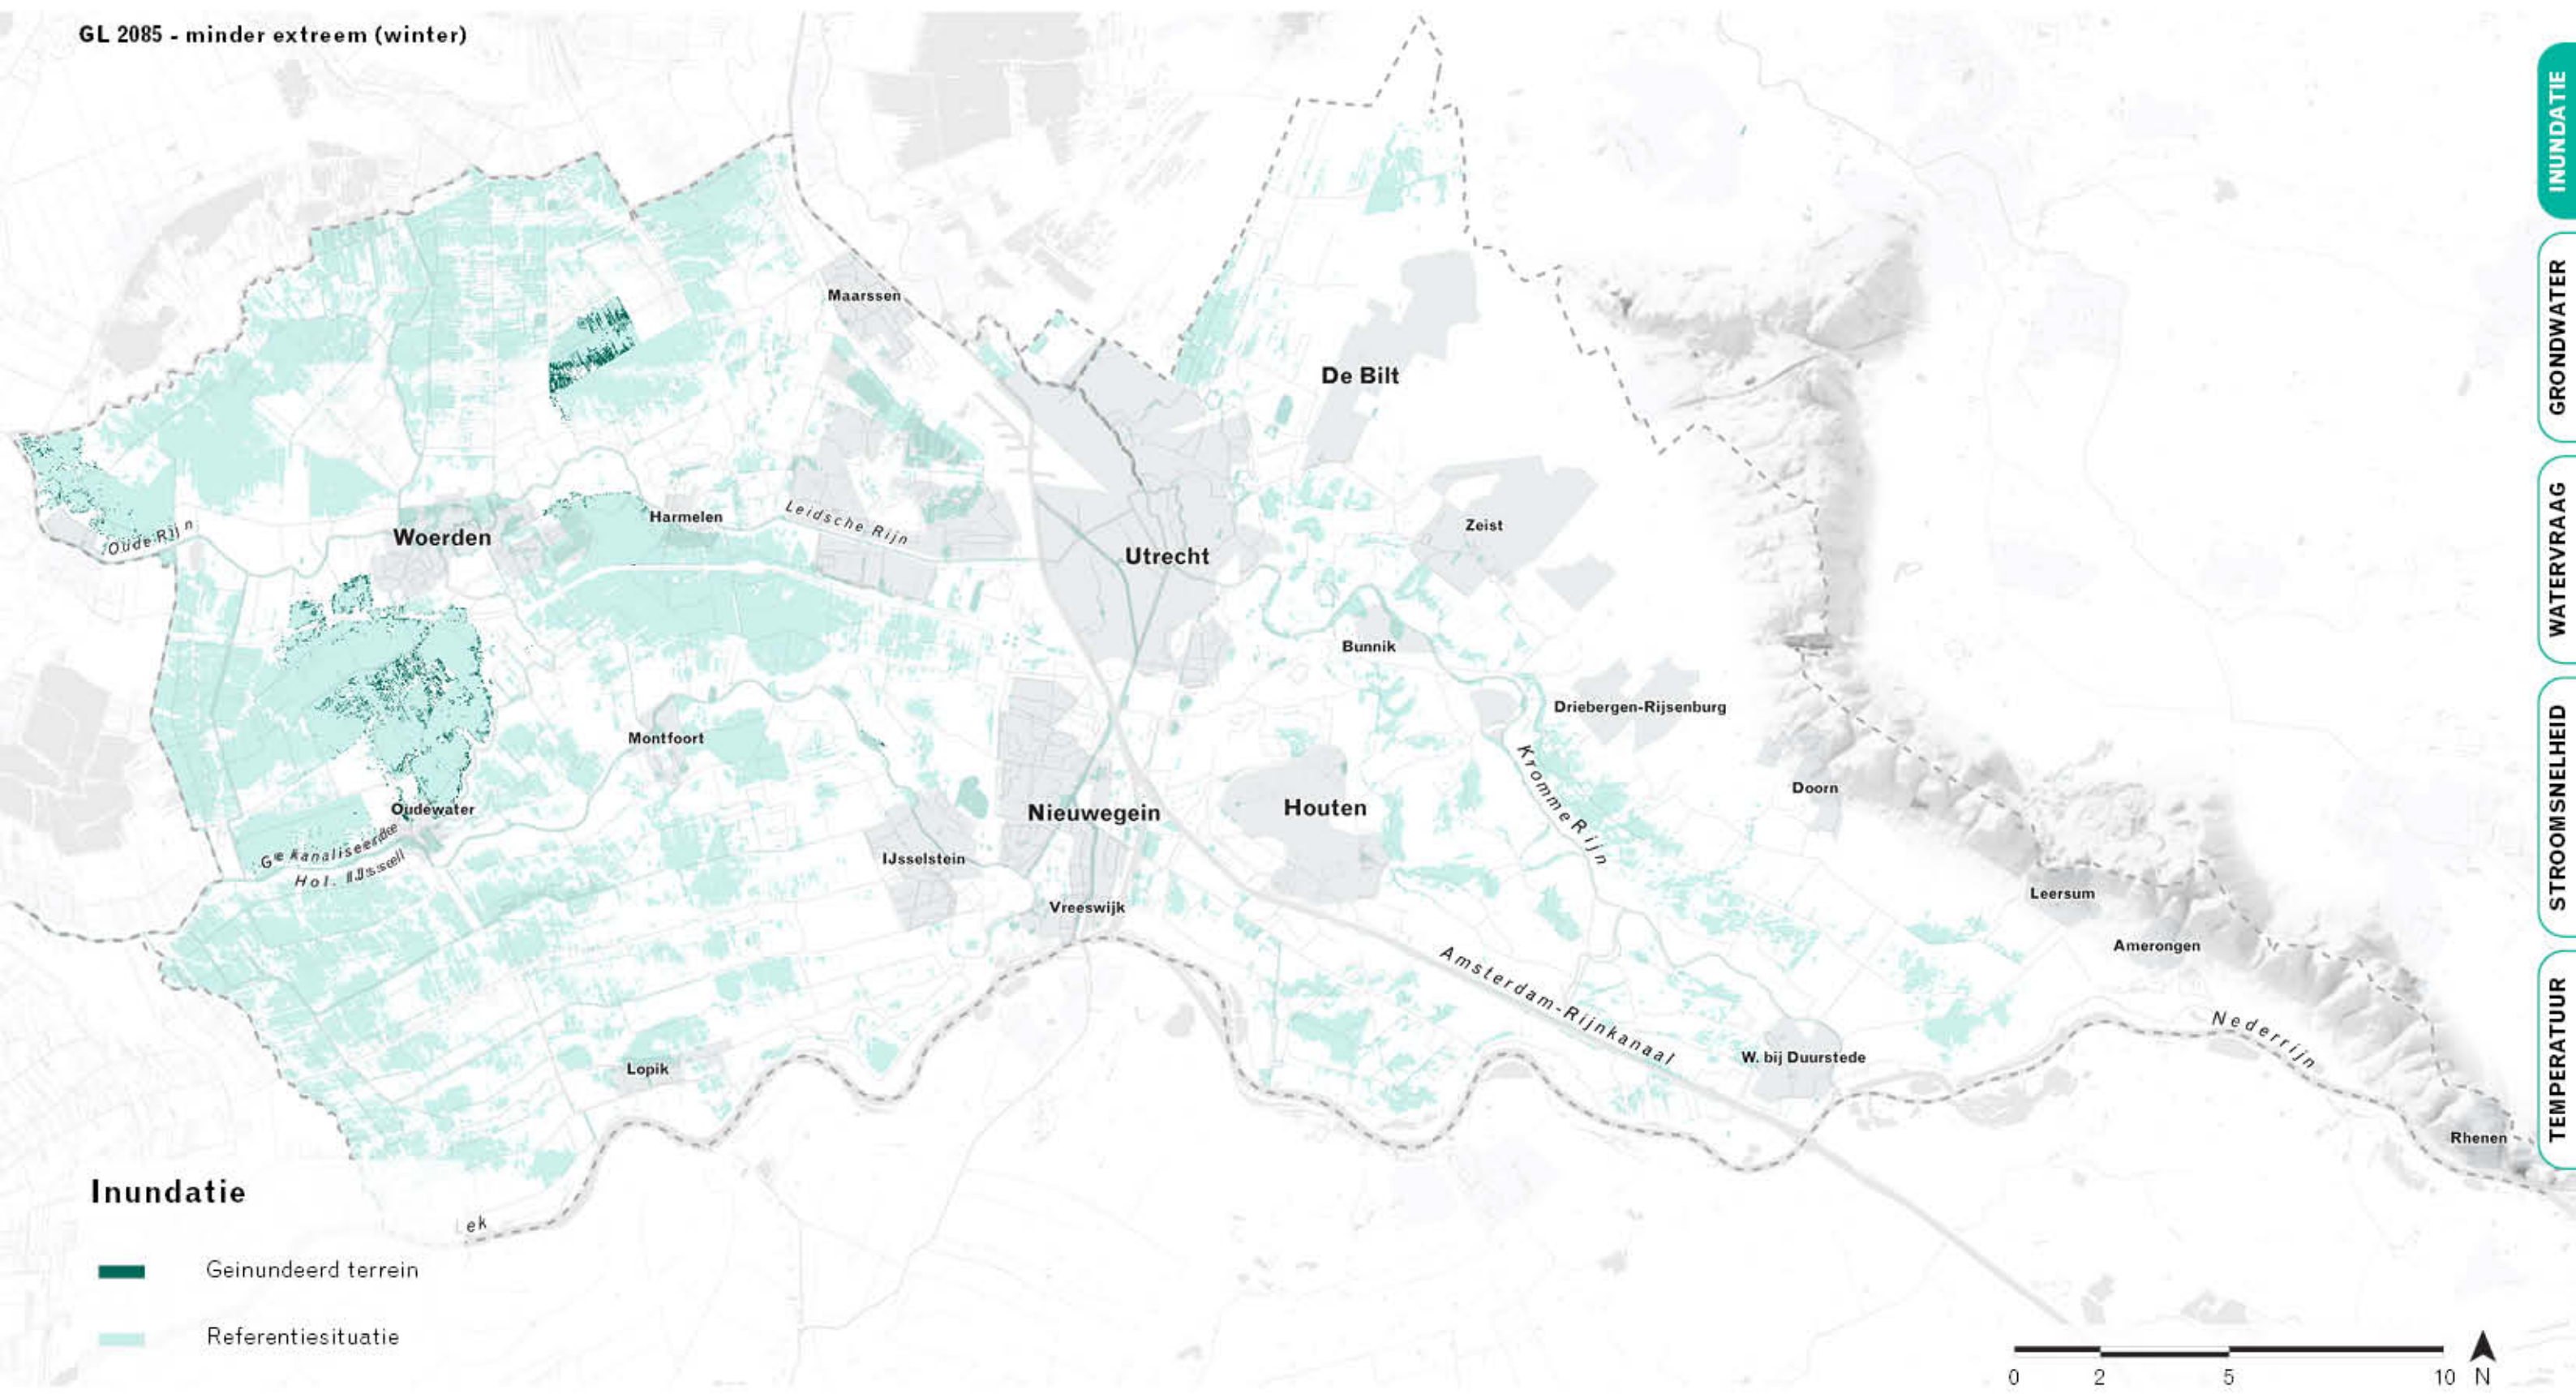 GL 2085 - minder extreem (winter)
INUNDATIE
GRONDWATER
WATERVRAAG
STROOMSNELHEID
TEMPERATUUR
Maarssen
De Bilt
Oude Rijn
Woerden
Harmelen
Leidsche Rijn
Utrecht
Zeist
Bunnik
Driebergen-Rijsenburg
Montfoort
Kromme Rijn
Doorn
Oudewater
Nieuwegein
Houten
Gekanaliseerde
Hol. IJssel
IJsselstein
Leersum
Vreeswijk
Amerongen
Amsterdam-Rijnkanaal
Nederrijn
W. bij Duurstede
Lopik
Rhenen
Lek
Inundatie
Geinundeerd terrein
Referentiesituatie
0 2 5 10 N